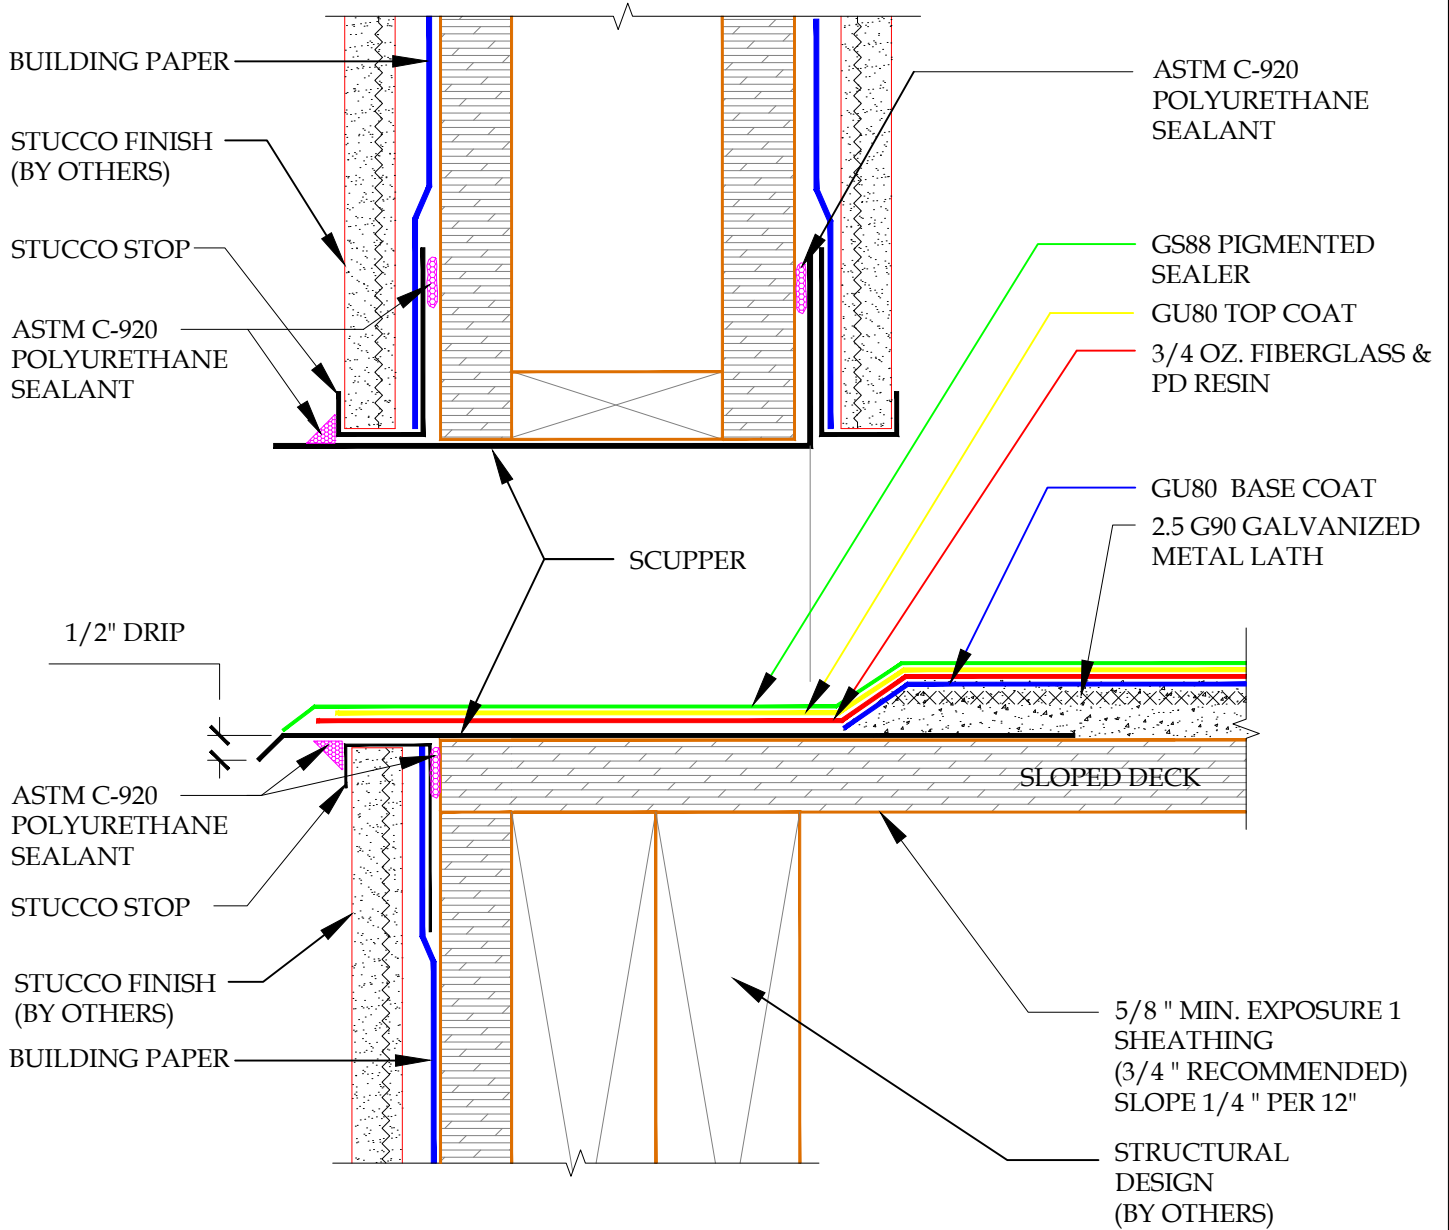 BUILDING PAPER
STUCCO FINISH
(BY OTHERS)
STUCCO STOP
ASTM C-920
POLYURETHANE
SEALANT
ASTM C-920
POLYURETHANE
SEALANT
GS88 PIGMENTED
SEALER
GU80 TOP COAT
3/4 OZ. FIBERGLASS &
PD RESIN
GU80  BASE COAT
2.5 G90 GALVANIZED
METAL LATH
SCUPPER
1/2" DRIP
SLOPED DECK
ASTM C-920
POLYURETHANE
SEALANT
STUCCO STOP
STUCCO FINISH
(BY OTHERS)
BUILDING PAPER
5/8 " MIN. EXPOSURE 1
SHEATHING
(3/4 " RECOMMENDED)
SLOPE 1/4 " PER 12"
STRUCTURAL
DESIGN
(BY OTHERS)